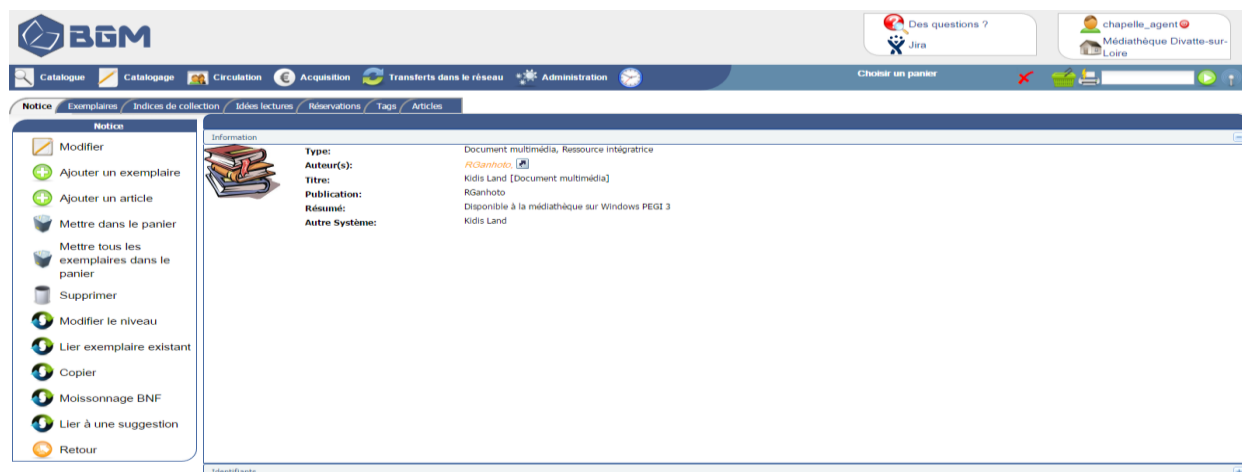 BGM
Des questions ?
Jira
chapelle_agent
Médiathèque Divatte-sur-
Loire
Catalogue Catalogage Circulation Acquisition Transferts dans le réseau Administration
Choisir un panier
Notice Exemplaires Indices de collection Idées lectures Réservations Tags Articles
Notice
Modifier
Ajouter un exemplaire
Ajouter un article
Mettre dans le panier
Mettre tous les
exemplaires dans le
panier
Supprimer
Modifier le niveau
Lier exemplaire existant
Copier
Moissonnage BNF
Lier à une suggestion
Retour
Information
Type: Document multimédia, Ressource intégratrice
Auteur(s): RGanhoto,
Titre: Kidis Land [Document multimédia]
Publication: RGanhoto
Résumé: Disponible à la médiathèque sur Windows PEGI 3
Autre Système: Kidis Land
Identifiants